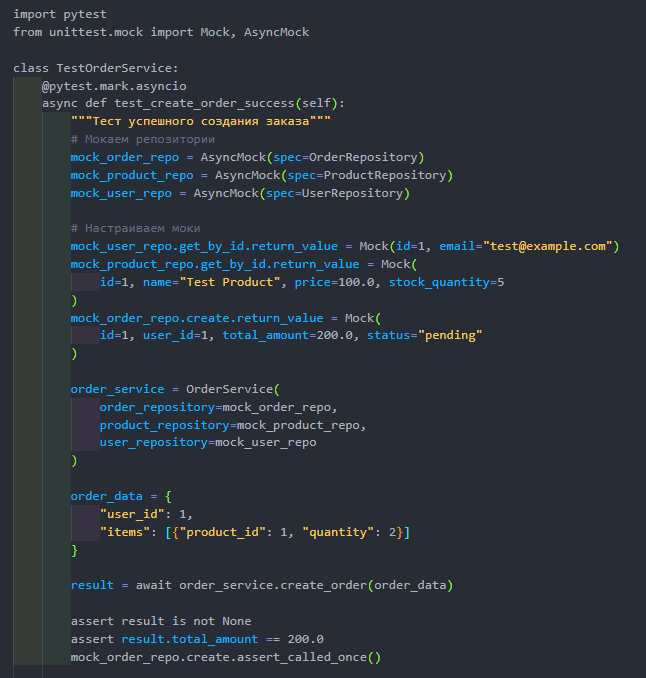 import pytest
from unittest.mock import Mock, AsyncMock

class TestOrderService:
    @pytest.mark.asyncio
    async def test_create_order_success(self):
        """Тест успешного создания заказа"""
        # Мокаем репозитории
        mock_order_repo = AsyncMock(spec=OrderRepository)
        mock_product_repo = AsyncMock(spec=ProductRepository)
        mock_user_repo = AsyncMock(spec=UserRepository)

        # Настраиваем моки
        mock_user_repo.get_by_id.return_value = Mock(id=1, email="test@example.com")
        mock_product_repo.get_by_id.return_value = Mock(
            id=1, name="Test Product", price=100.0, stock_quantity=5
        )
        mock_order_repo.create.return_value = Mock(
            id=1, user_id=1, total_amount=200.0, status="pending"
        )

        order_service = OrderService(
            order_repository=mock_order_repo,
            product_repository=mock_product_repo,
            user_repository=mock_user_repo
        )

        order_data = {
            "user_id": 1,
            "items": [{"product_id": 1, "quantity": 2}]
        }

        result = await order_service.create_order(order_data)

        assert result is not None
        assert result.total_amount == 200.0
        mock_order_repo.create.assert_called_once()